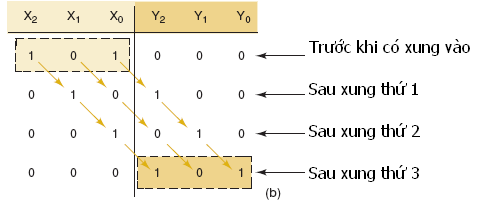 X2 X1 X0 Y2 Y1 Y0
1 0 1 0 0 0 Trước khi có xung vào
0 1 0 1 0 0 Sau xung thứ 1
0 0 1 0 1 0 Sau xung thứ 2
0 0 0 1 0 1 Sau xung thứ 3
(b)